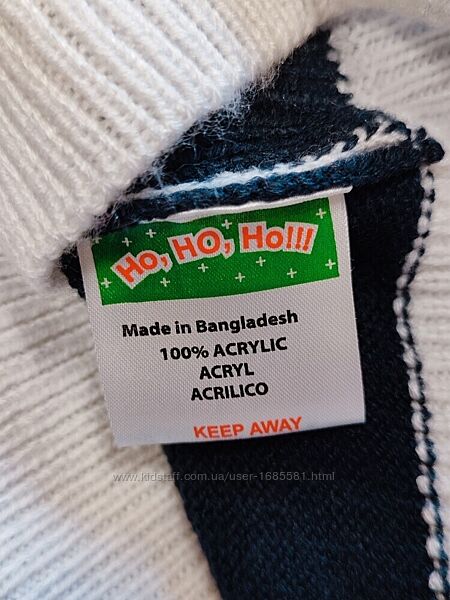 Ho, HO, Ho!!!
Made in Bangladesh
100% ACRYLIC
ACRYL
ACRILICO
KEEP AWAY
www.kidstaff.com.ua/user-1685581.html